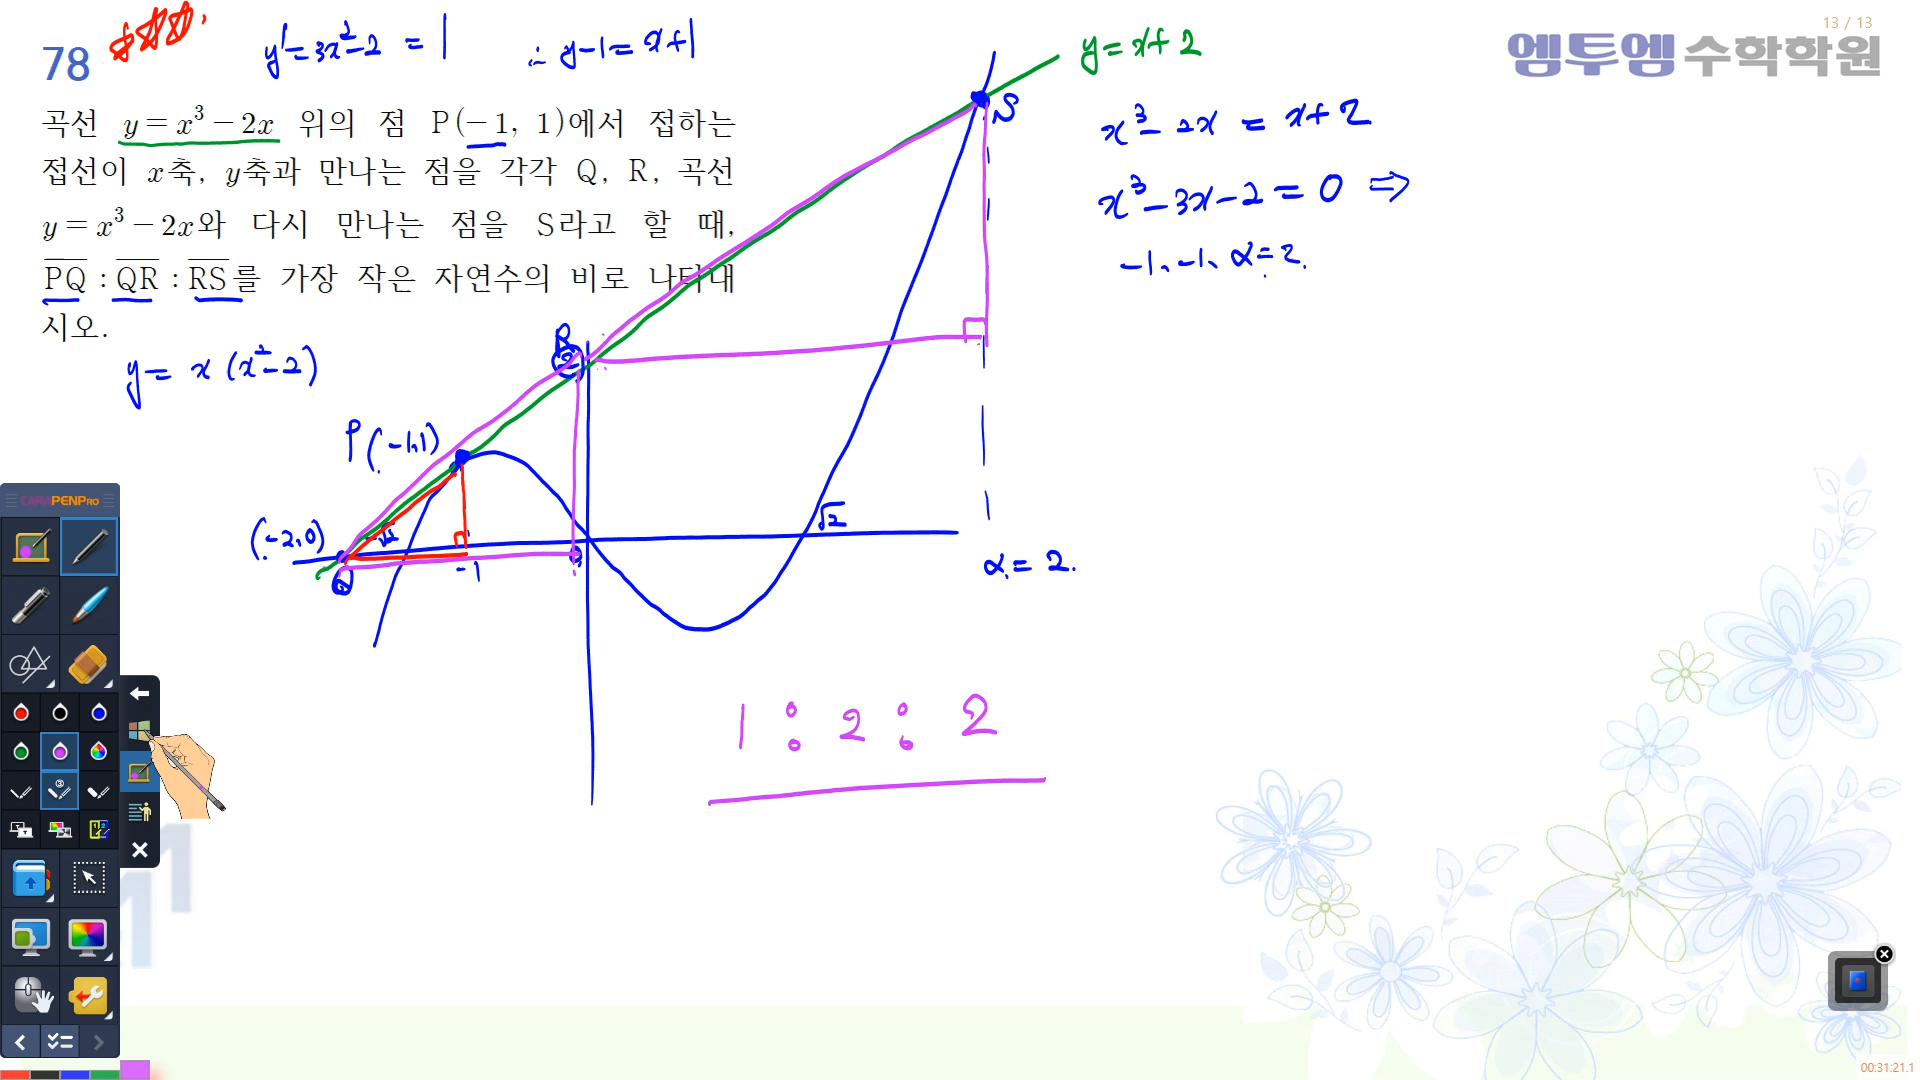 13 / 13
엠투엠수학학원
78
y' = 3x² - 2 = 1
∴ y-1 = x+1
y = x+2
곡선 y = x³ - 2x 위의 점 P(-1, 1)에서 접하는
접선이 x축, y축과 만나는 점을 각각 Q, R, 곡선
y = x³ - 2x와 다시 만나는 점을 S라고 할 때,
PQ : QR : RS를 가장 작은 자연수의 비로 나타내
시오.
S
x³ - 2x = x+2
x³ - 3x - 2 = 0 ⇒
-1, -1, α = 2.
y = x(x² - 2)
R
2
P(-1,1)
(-2,0)
√2
-1
Q
√2
α = 2.
1 : 2 : 2
CARAPENPRO
00:31:21.1